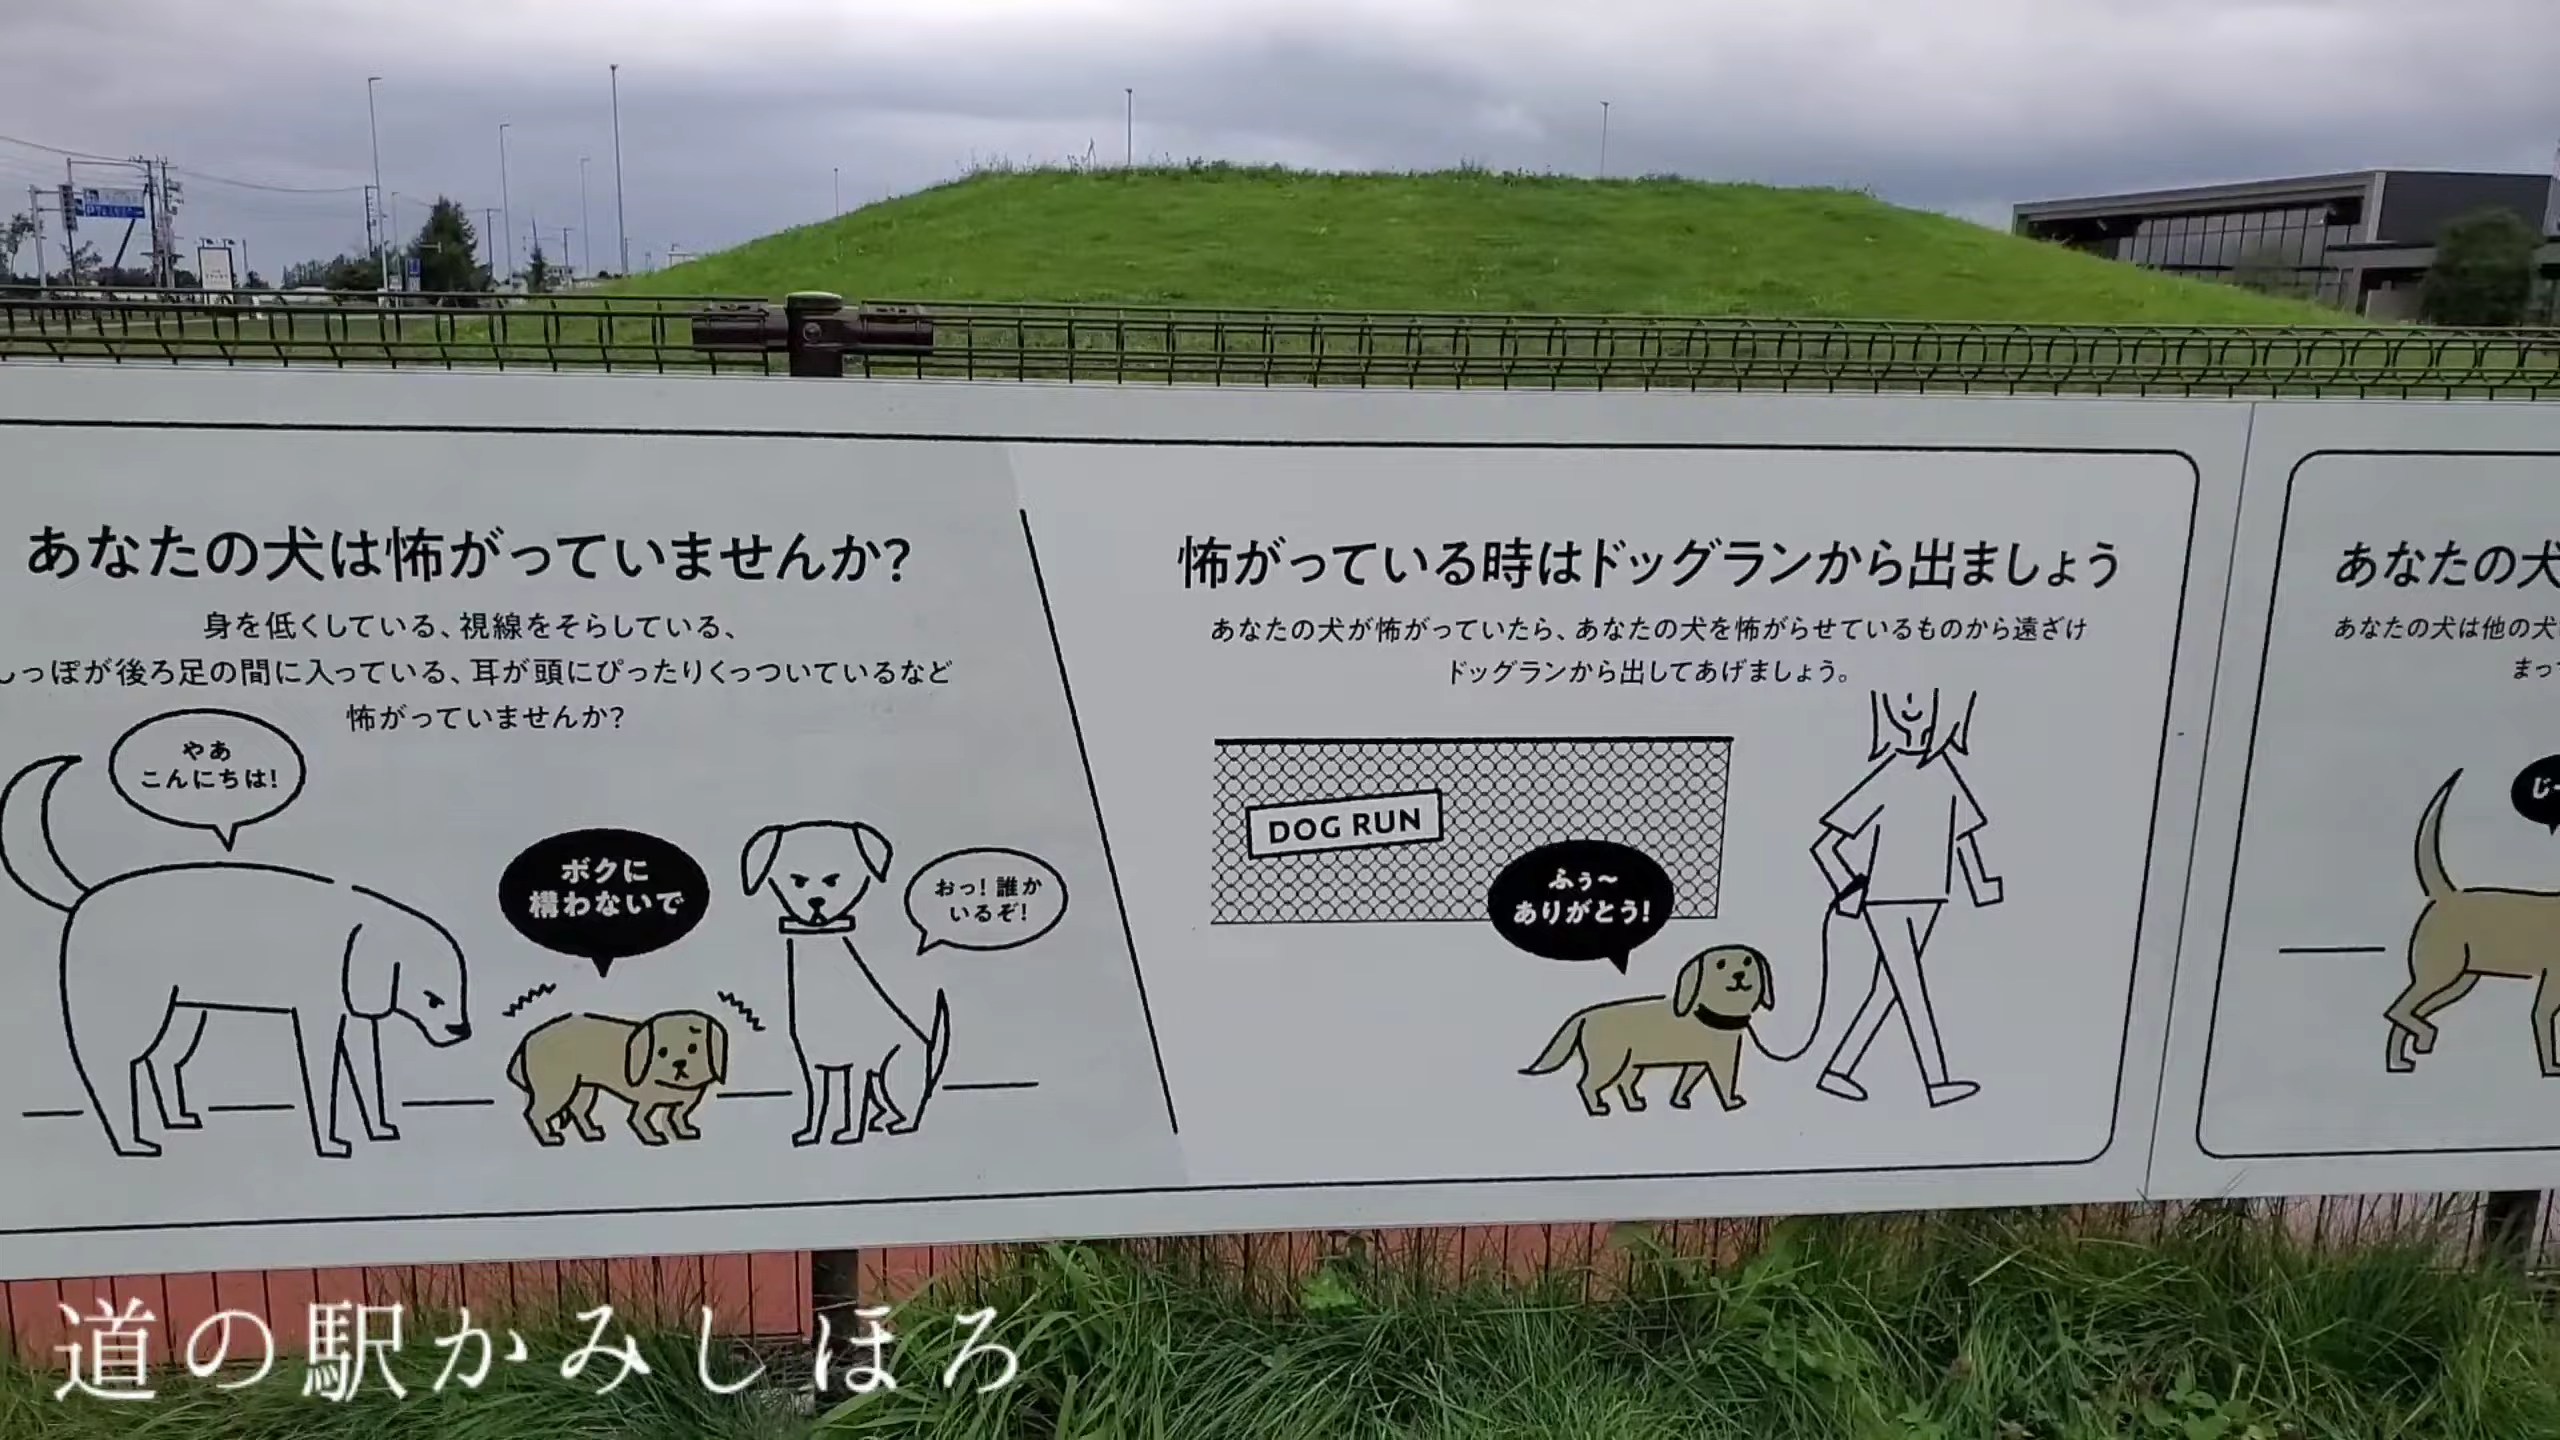 あなたの犬は怖がっていませんか?
身を低くしている、視線をそらしている、
しっぽが後ろ足の間に入っている、耳が頭にぴったりくっついているなど
怖がっていませんか?
やあ
こんにちは!
ボクに
構わないで
おっ!誰か
いるぞ!
怖がっている時はドッグランから出ましょう
あなたの犬が怖がっていたら、あなたの犬を怖がらせているものから遠ざけ
ドッグランから出してあげましょう。
DOG RUN
ふぅ〜
ありがとう!
あなたの犬
あなたの犬は他の犬
まっ
じー
道の駅かみしほろ